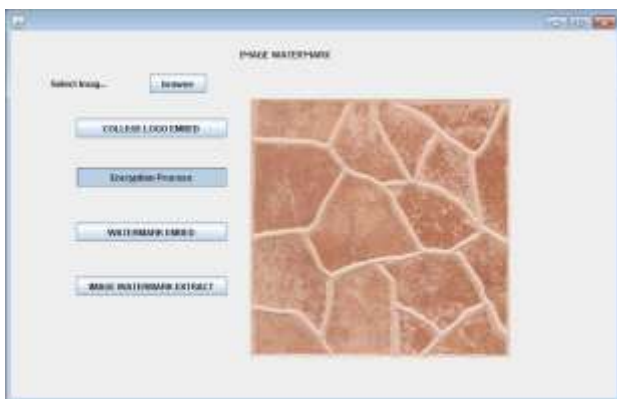 IMAGE WATERMARK
Select Imag... browse
COLLEGE LOGO EMBED
Encryption Process
WATERMARK EMBED
IMAGE WATERMARK EXTRACT